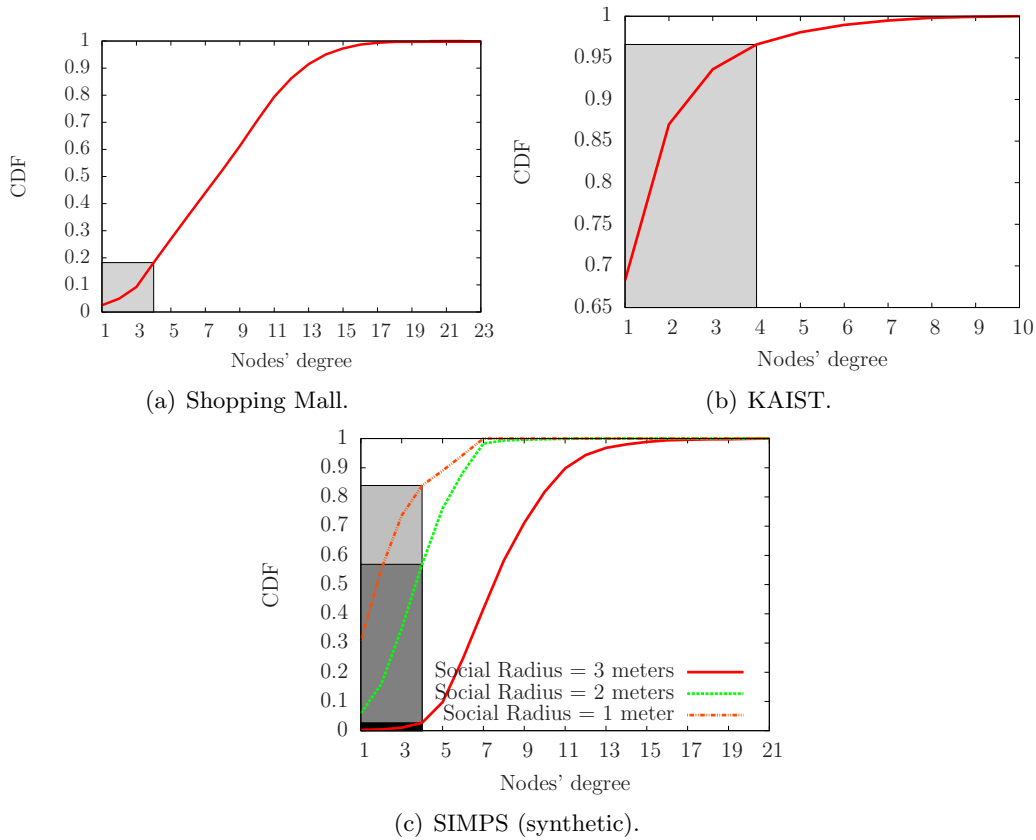 1
0.9
0.8
0.7
0.6
0.5
0.4
0.3
0.2
0.1
0
CDF
1 3 5 7 9 11 13 15 17 19 21 23
Nodes' degree
(a) Shopping Mall.
1
0.95
0.9
0.85
0.8
0.75
0.7
0.65
CDF
1 2 3 4 5 6 7 8 9 10
Nodes' degree
(b) KAIST.
1
0.9
0.8
0.7
0.6
0.5
0.4
0.3
0.2
0.1
0
CDF
Social Radius = 3 meters
Social Radius = 2 meters
Social Radius = 1 meter
1 3 5 7 9 11 13 15 17 19 21
Nodes' degree
(c) SIMPS (synthetic).